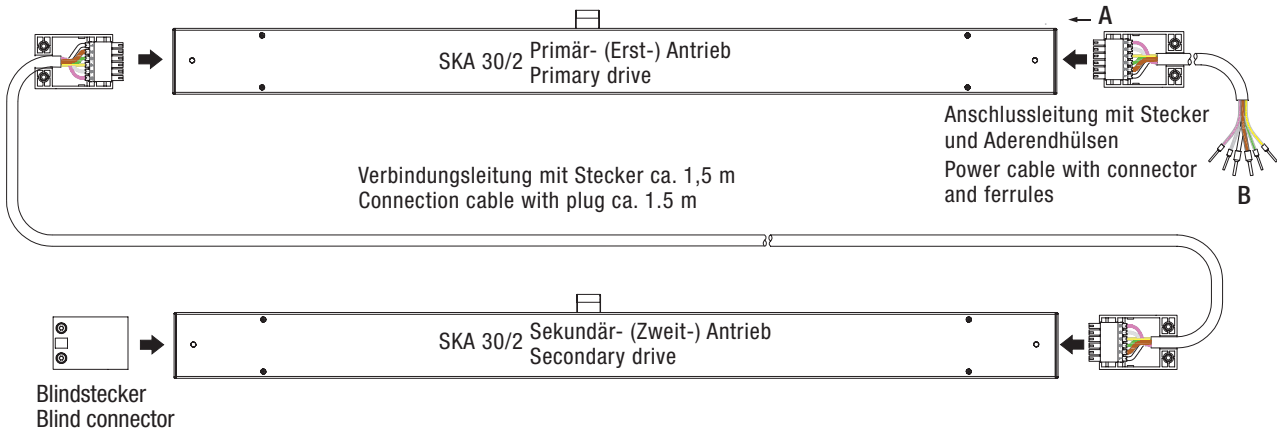 A
SKA 30/2 Primär- (Erst-) Antrieb
Primary drive
Anschlussleitung mit Stecker
und Aderendhülsen
Power cable with connector
and ferrules
B
Verbindungsleitung mit Stecker ca. 1,5 m
Connection cable with plug ca. 1.5 m
SKA 30/2 Sekundär- (Zweit-) Antrieb
Secondary drive
Blindstecker
Blind connector